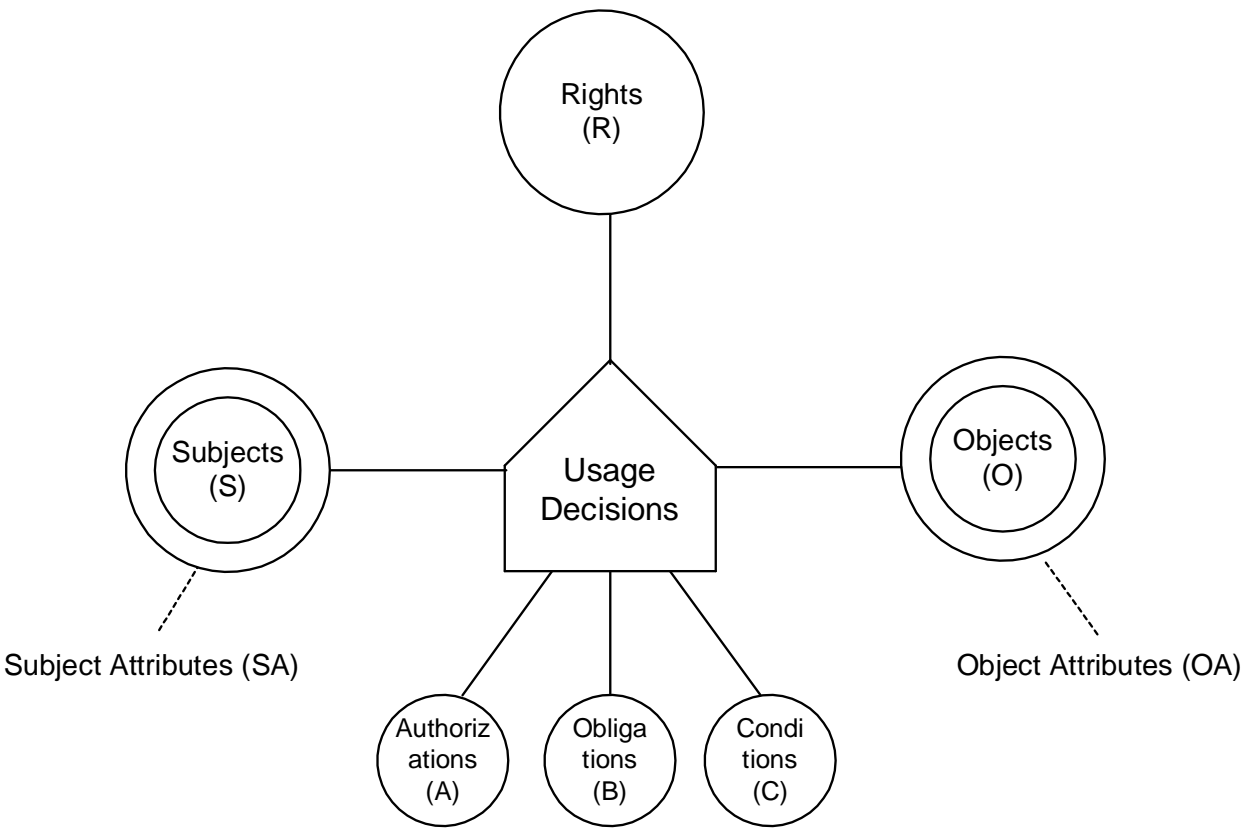 Rights
(R)
Subjects
(S)
Usage
Decisions
Objects
(O)
Subject Attributes (SA)
Object Attributes (OA)
Authoriz
ations
(A)
Obliga
tions
(B)
Condi
tions
(C)